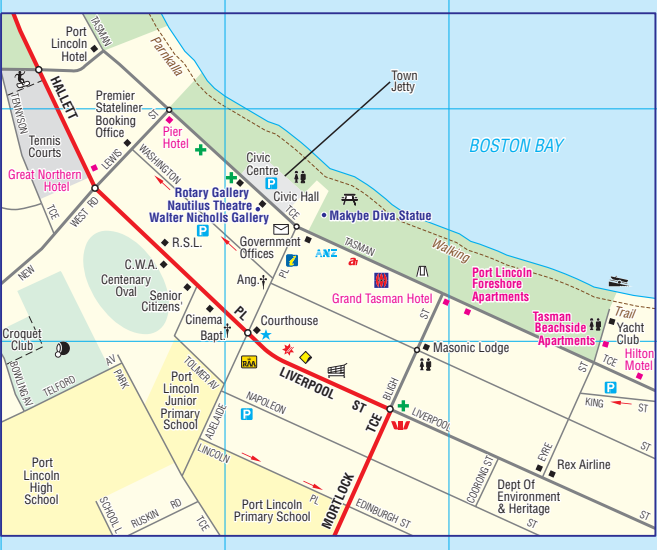 Port
Lincoln
Hotel
TASMAN
Parnkalla
HALLETT
TENNYSON
Premier
Stateliner
Booking
Office
ST
Pier
Hotel
Tennis
Courts
LEWIS
Great Northern
Hotel
WASHINGTON
Town
Jetty
BOSTON BAY
Civic
Centre
P
Civic Hall
Rotary Gallery
Nautilus Theatre
Walter Nicholls Gallery
TCE
Makybe Diva Statue
TCE
WEST RD
NEW
P
R.S.L.
Government
Offices
ANZ
TASMAN
Walking
C.W.A.
Centenary
Oval
Senior
Citizens'
Ang.
PL
Grand Tasman Hotel
Port Lincoln
Foreshore
Apartments
ST
Cinema
Bapt.
PL
Courthouse
Masonic Lodge
Tasman
Beachside
Apartments
Trail
Yacht
Club
Hilton
Motel
TCE
ST
Croquet
Club
BOWLING AV
TELFORD
AV
PARK
TOLMER AV
RAA
LIVERPOOL
ST
BLIGH
TCE
LIVERPOOL
P
KING
ST
Port
Lincoln
Junior
Primary
School
ADELAIDE
P
NAPOLEON
LINCOLN
PL
MORTLOCK
EDINBURGH ST
COORONG ST
EYRE
Rex Airline
Dept Of
Environment
& Heritage
ST
ST
ST
Port
Lincoln
High
School
SCHOOL L
RUSKIN
RD
TCE
Port Lincoln
Primary School